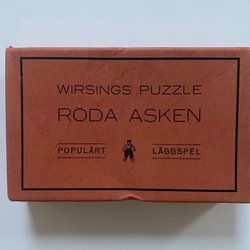 WIRSINGS PUZZLE
RÖDA ASKEN
POPULÄRT LÄGGSPEL